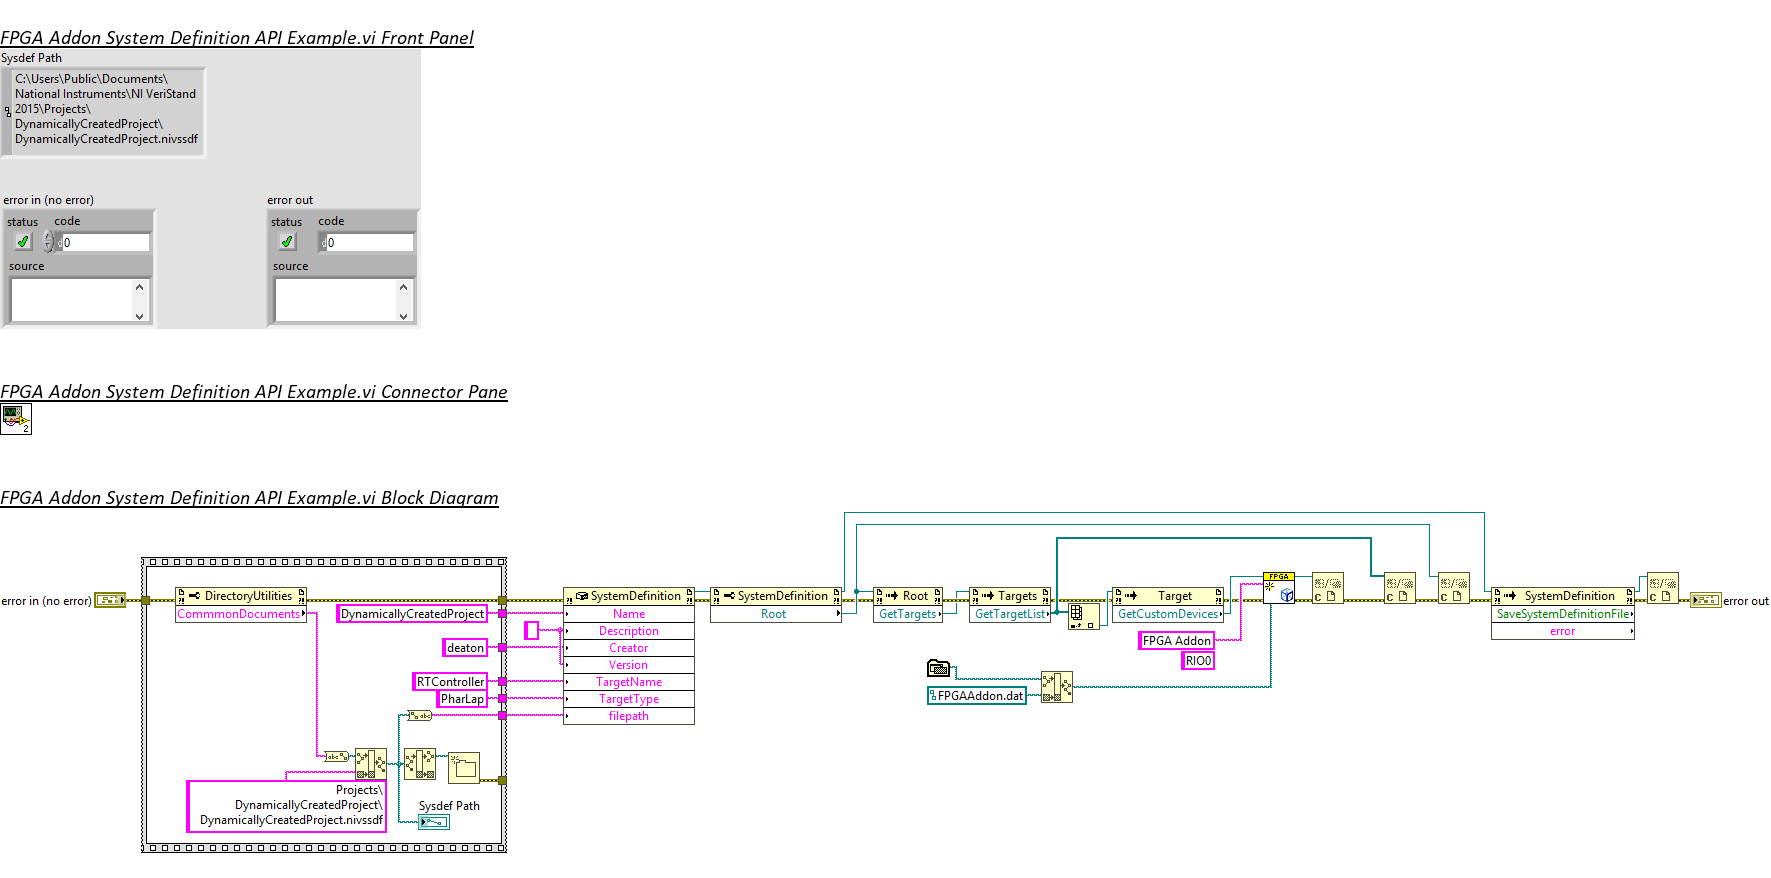 FPGA Addon System Definition API Example.vi Front Panel
Sysdef Path
C:\Users\Public\Documents\
National Instruments\NI VeriStand
2015\Projects\
DynamicallyCreatedProject\
DynamicallyCreatedProject.nivssdf
error in (no error)
error out
status code
status code
0
0
source
source
FPGA Addon System Definition API Example.vi Connector Pane
2
FPGA Addon System Definition API Example.vi Block Diagram
error in (no error)
DirectoryUtilities
CommmonDocuments
DynamicallyCreatedProject
deaton
RTController
PharLap
abc
abc
Projects\
DynamicallyCreatedProject\
DynamicallyCreatedProject.nivssdf
Sysdef Path
SystemDefinition
Name
Description
Creator
Version
TargetName
TargetType
filepath
SystemDefinition
Root
Root
GetTargets
Targets
GetTargetList
Target
GetCustomDevices
FPGA
FPGA Addon
RIO0
FPGAAddon.dat
C
C
C
SystemDefinition
SaveSystemDefinitionFile
error
C
error out